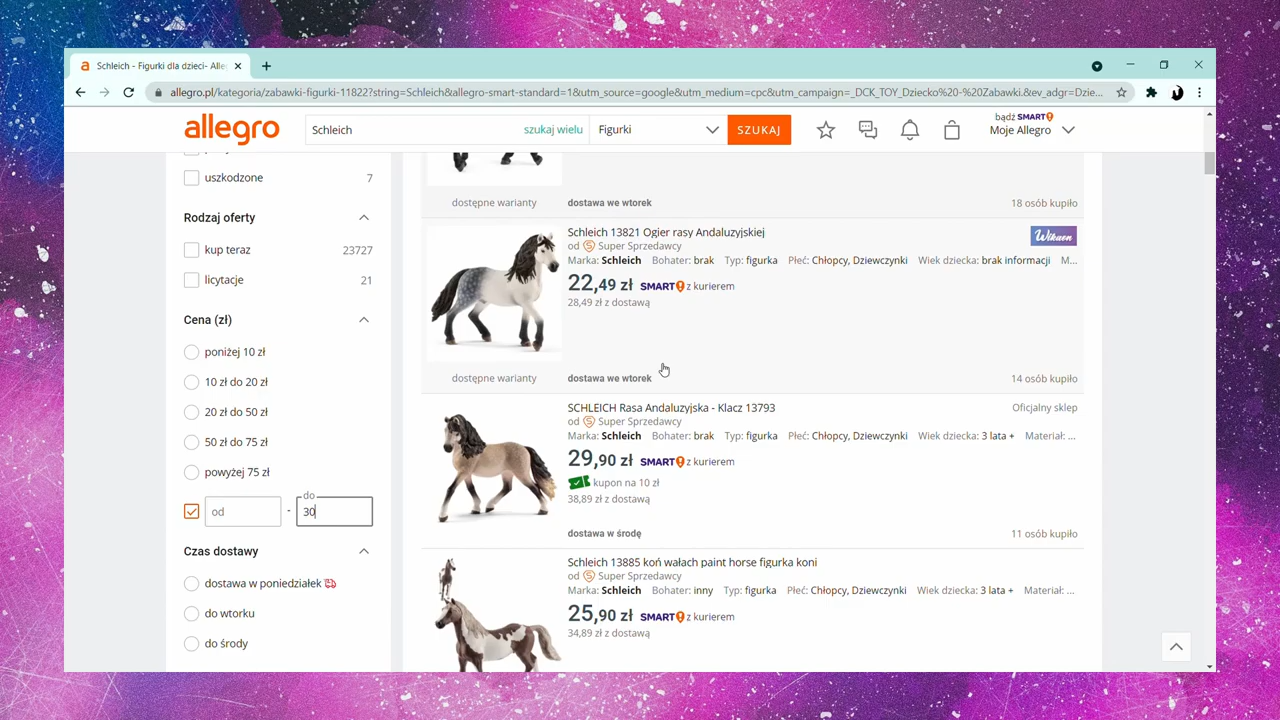 Schleich - Figurki dla dzieci- Alle
allegro.pl/kategoria/zabawki-figurki-11822?string=Schleich&allegro-smart-standard=1&utm_source=google&utm_medium=cpc&utm_campaign=_DCK_TOY_Dziecko%20-%20Zabawki.&ev_adgr=Dzie...
allegro
Schleich
szukaj wielu
Figurki
SZUKAJ
bądź SMART!
Moje Allegro
uszkodzone 7
Rodzaj oferty
kup teraz 23727
licytacje 21
Cena (zł)
poniżej 10 zł
10 zł do 20 zł
20 zł do 50 zł
50 zł do 75 zł
powyżej 75 zł
od
-
do
30
Czas dostawy
dostawa w poniedziałek
do wtorku
do środy
dostępne warianty
dostawa we wtorek
18 osób kupiło
Schleich 13821 Ogier rasy Andaluzyjskiej
od Super Sprzedawcy
Wikaen
Marka: Schleich Bohater: brak Typ: figurka Płeć: Chłopcy, Dziewczynki Wiek dziecka: brak informacji M...
22,49 zł SMART! z kurierem
28,49 zł z dostawą
dostępne warianty
dostawa we wtorek
14 osób kupiło
SCHLEICH Rasa Andaluzyjska - Klacz 13793
Oficjalny sklep
od Super Sprzedawcy
Marka: Schleich Bohater: brak Typ: figurka Płeć: Chłopcy, Dziewczynki Wiek dziecka: 3 lata + Materiał: ...
29,90 zł SMART! z kurierem
kupon na 10 zł
38,89 zł z dostawą
dostawa w środę
11 osób kupiło
Schleich 13885 koń wałach paint horse figurka koni
od Super Sprzedawcy
Marka: Schleich Bohater: inny Typ: figurka Płeć: Chłopcy, Dziewczynki Wiek dziecka: 3 lata + Materiał: ...
25,90 zł SMART! z kurierem
34,89 zł z dostawą